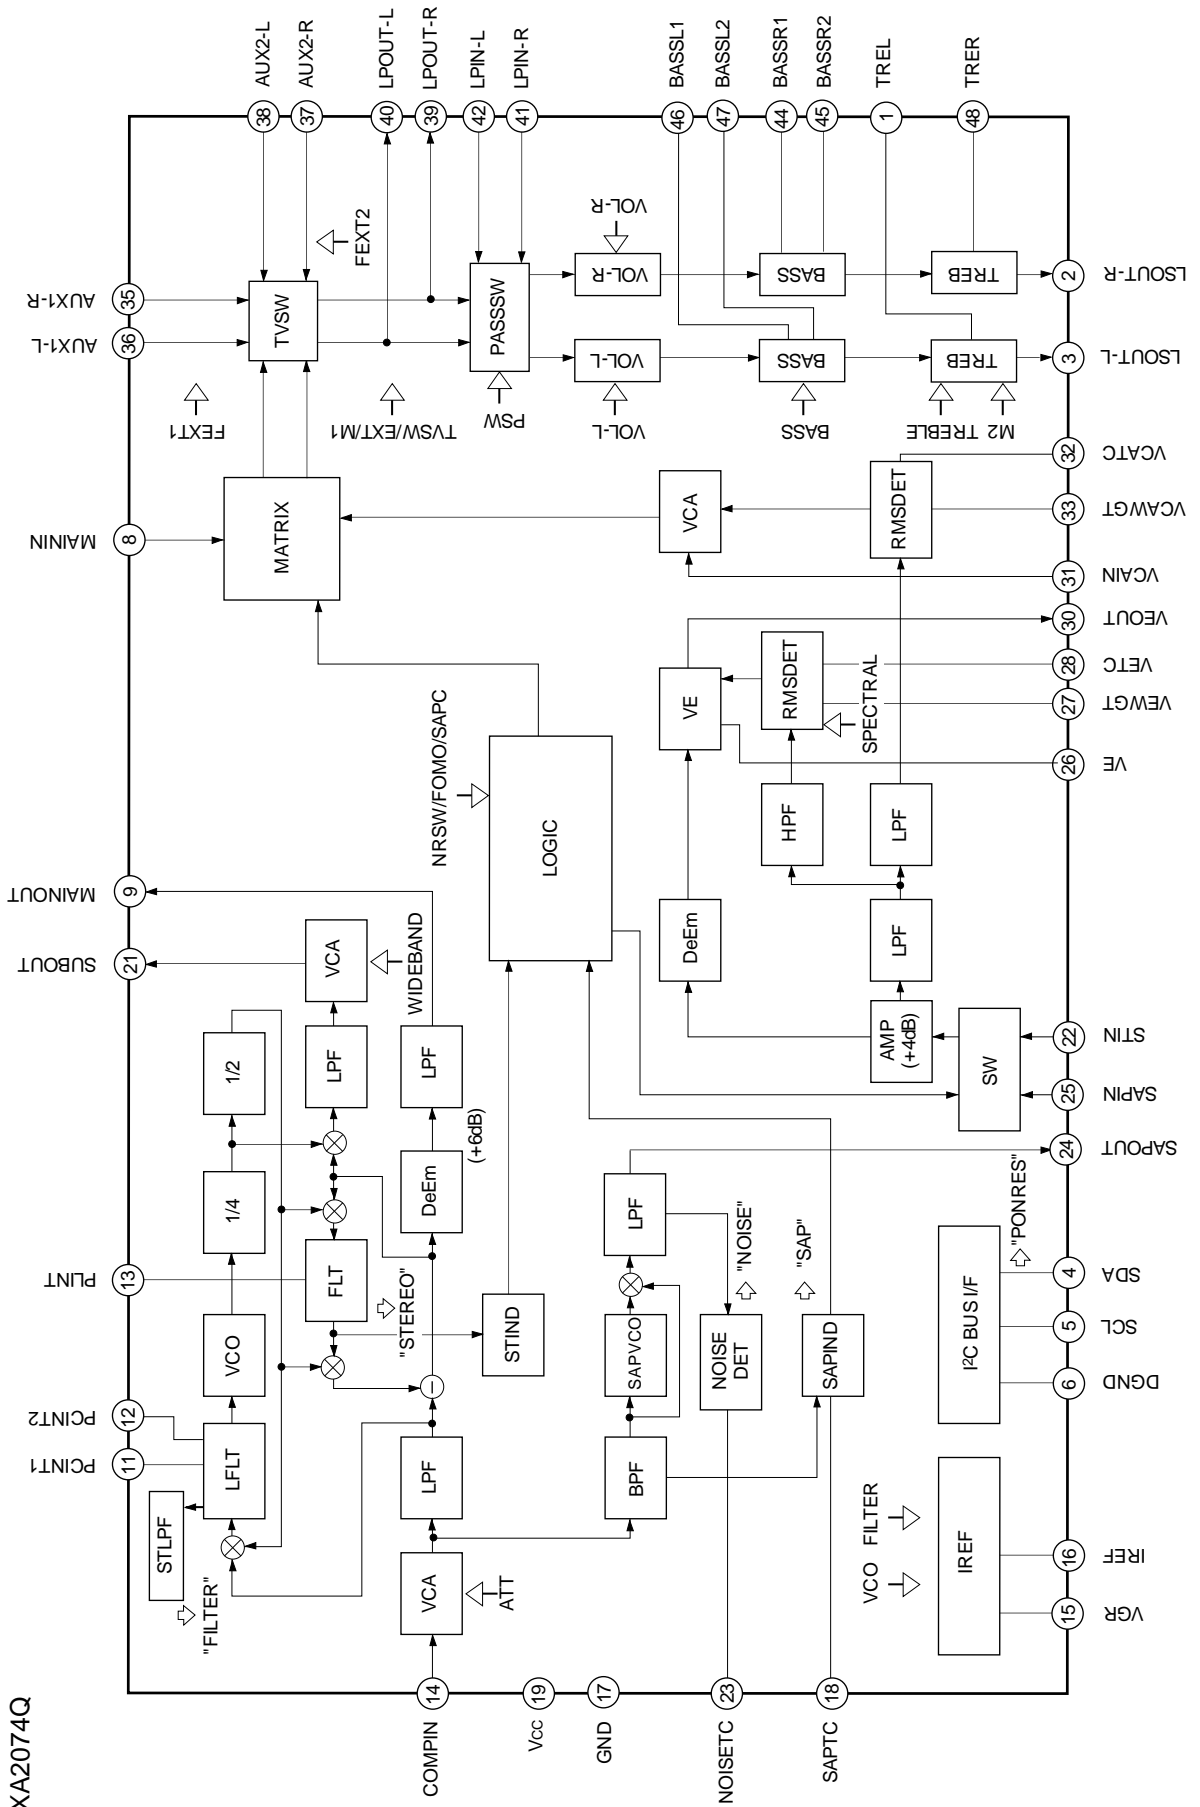 XA2074Q
38 AUX2-L
37 AUX2-R
40 LPOUT-L
39 LPOUT-R
42 LPIN-L
41 LPIN-R
46 BASSL1
47 BASSL2
44 BASSR1
45 BASSR2
1 TREL
48 TRER
AUX1-R 35
AUX1-L 36
MAININ 8
MAINOUT 9
SUBOUT 21
PLINT 13
PCINT2 12
PCINT1 11
COMPIN 14
Vcc 19
GND 17
NOISETC 23
SAPTC 18
2 LSOUT-R
3 LSOUT-L
32 VCATC
33 VCAWGT
31 VCAIN
30 VEOUT
28 VETC
27 VEWGT
26 VE
22 STIN
25 SAPIN
24 SAPOUT
4 SDA
5 SCL
6 DGND
16 IREF
15 VGR
FEXT2
TVSW
FEXT1
TVSW/EXT/M1
PASSSW
PSW
VOL-R
VOL-R
VOL-L
VOL-L
BASS
BASS
BASS
TREB
TREB
M2 TREBLE
MATRIX
VCA
RMSDET
VE
RMSDET
SPECTRAL
HPF
LPF
LPF
DeEm
AMP
(+4dB)
SW
NRSW/FOMO/SAPC
LOGIC
1/2
VCA
WIDEBAND
LPF
LPF
(+6dB)
1/4
DeEm
FLT
"STEREO"
STIND
VCO
LFLT
STLPF
"FILTER"
LPF
VCA
ATT
LPF
"NOISE"
"SAP"
SAPVCO
NOISE
DET
SAPIND
BPF
"PONRES"
I²C BUS I/F
VCO FILTER
IREF